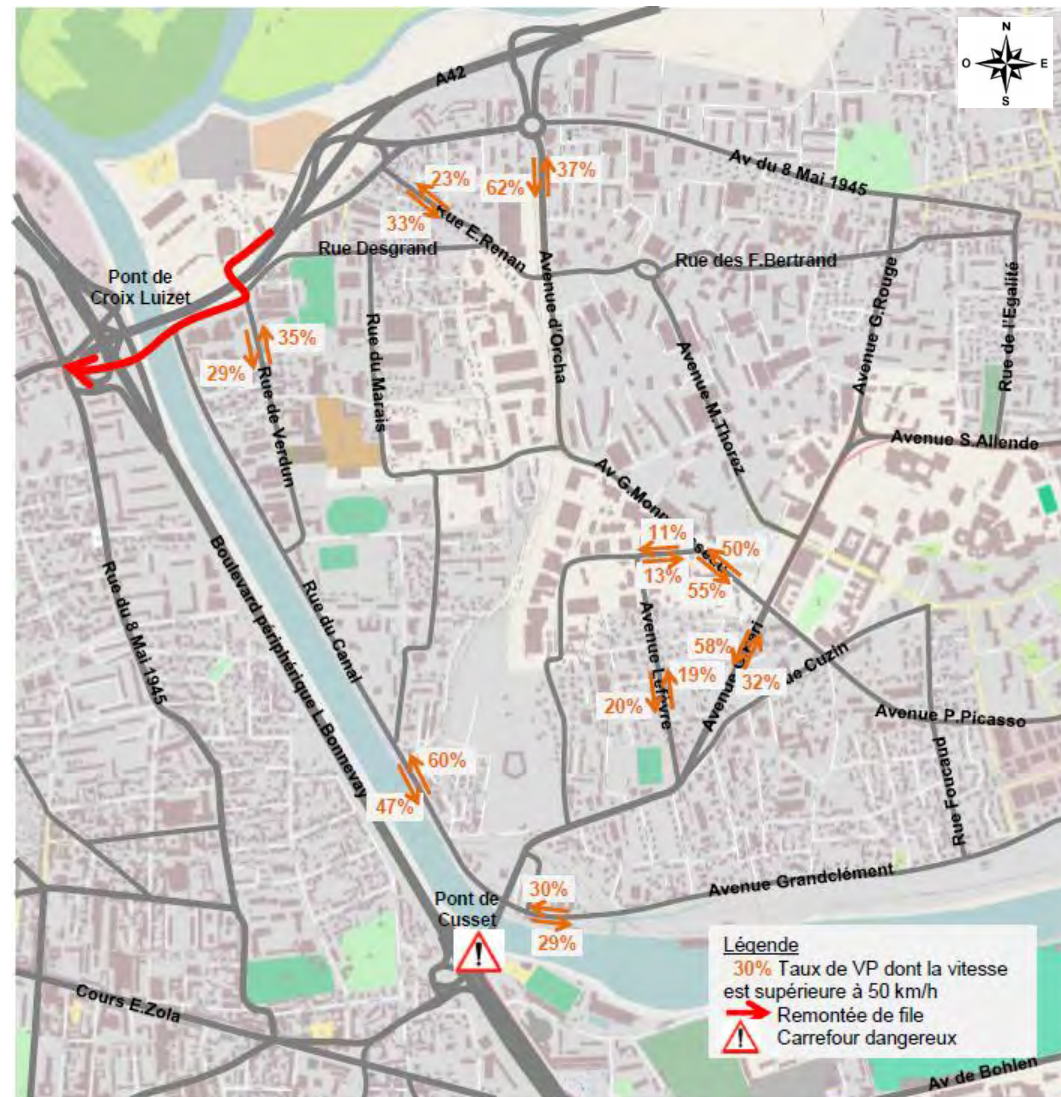 N
O
E
S
A42
Av du 8 Mai 1945
37%
62%
23%
33%
Rue E.Renan
Rue Desgrand
Avenue d'Orcha
Rue des F.Bertrand
Pont de
Croix Luizet
35%
29%
Rue de Verdun
Rue du Marais
Avenue M.Thorez
Avenue G.Rouge
Rue de l'Egalité
Avenue S.Allende
Av G.Mon
11%
13%
50%
55%
Rue du 8 Mai 1945
Boulevard périphérique L.Bonnevay
Rue du Canal
Avenue Lefèvre
19%
20%
58%
32%
Avenue
Cuzin
Avenue P.Picasso
Rue Foucaud
60%
47%
Avenue Grandclément
30%
29%
Pont de
Cusset
!
Cours E.Zola
Légende
30% Taux de VP dont la vitesse
est supérieure à 50 km/h
Remontée de file
! Carrefour dangereux
Av de Bohlen